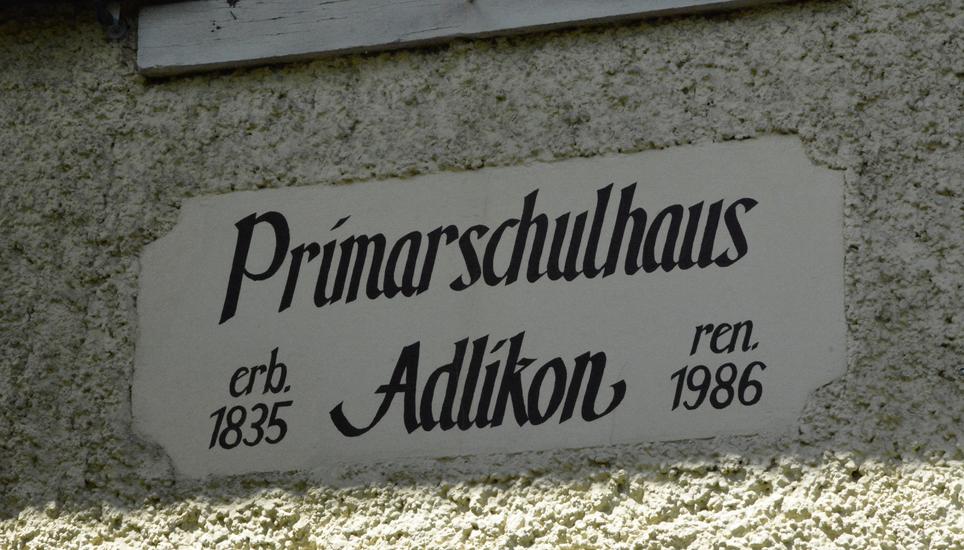 Primarschulhaus
erb. Adlikon ren.
1835 1986